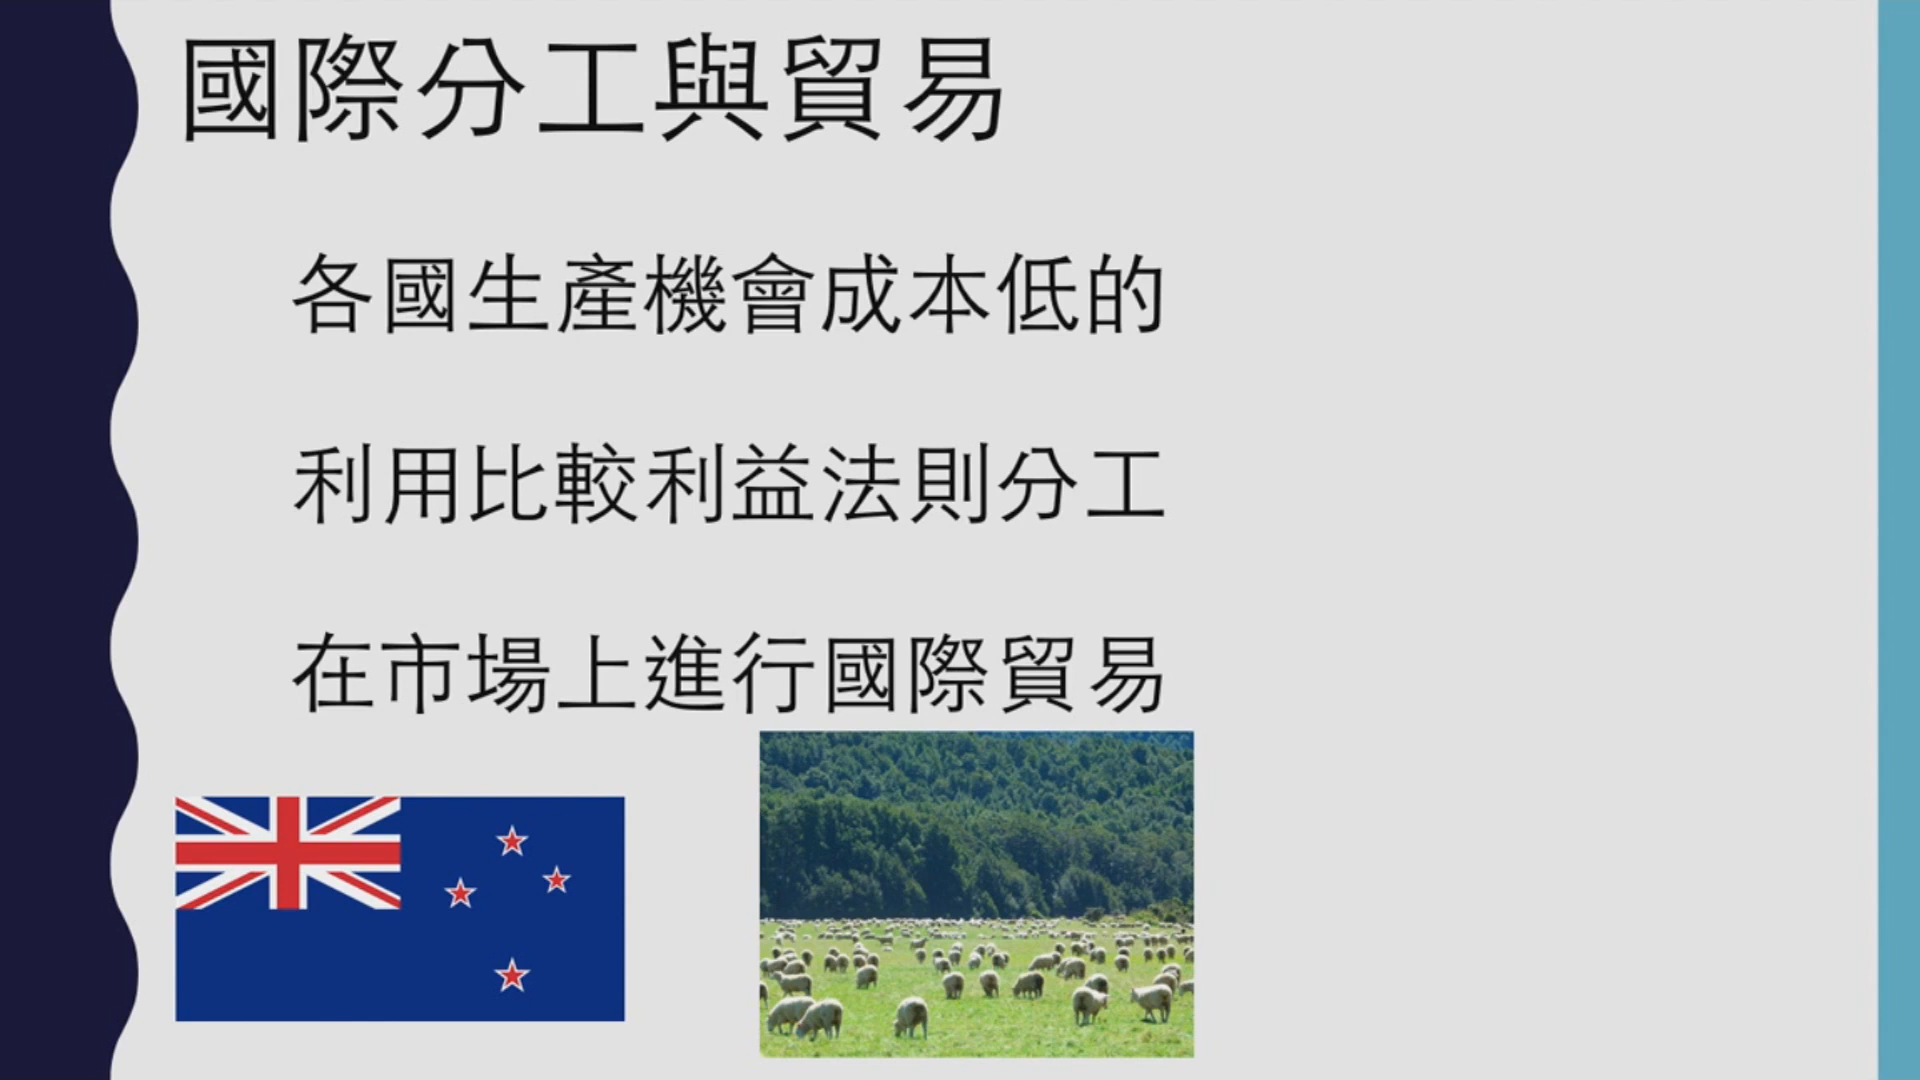 國際分工與貿易
各國生產機會成本低的
利用比較利益法則分工
在市場上進行國際貿易